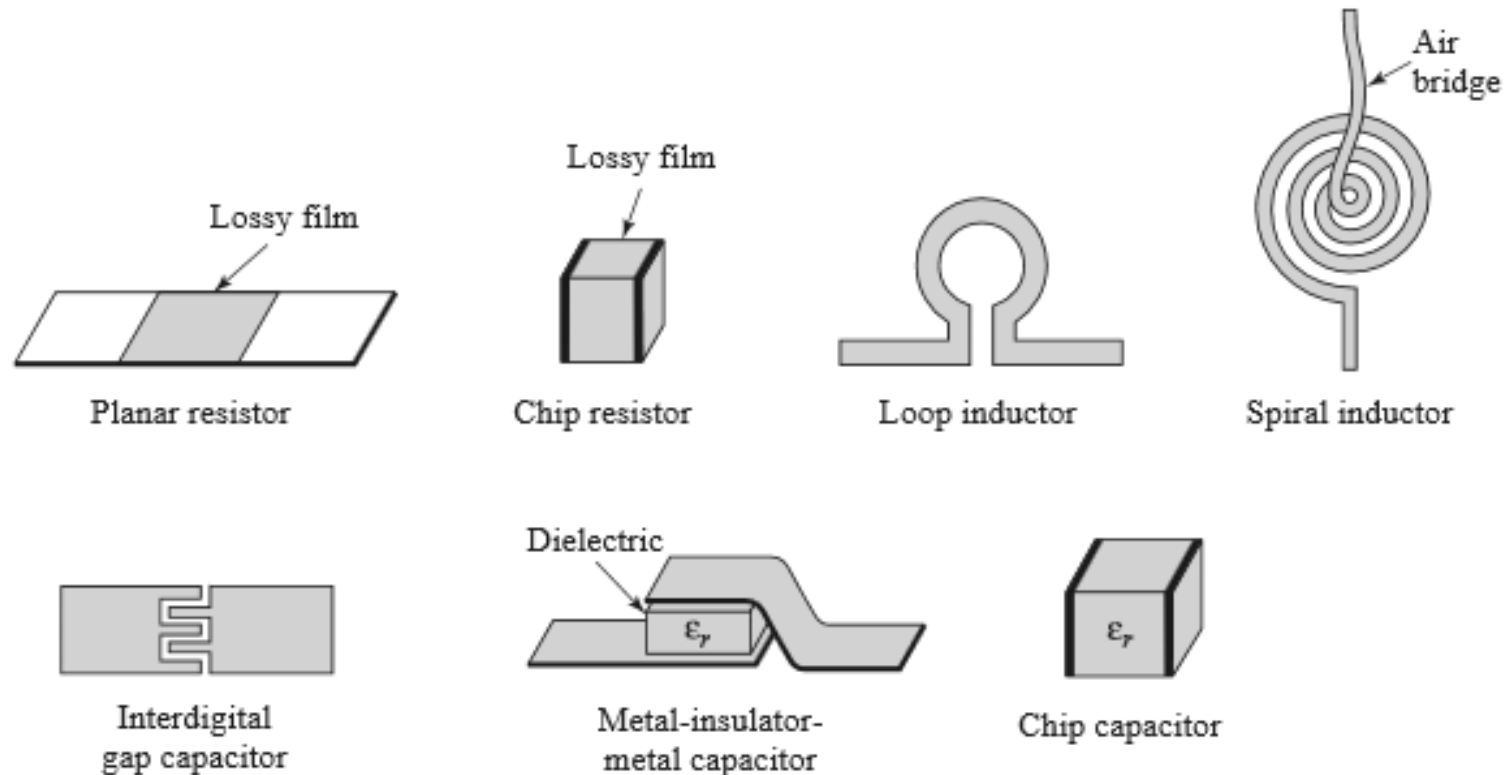 Air
bridge
Lossy film
Lossy film
Planar resistor
Chip resistor
Loop inductor
Spiral inductor
Dielectric
εr
εr
Interdigital
gap capacitor
Metal-insulator-
metal capacitor
Chip capacitor